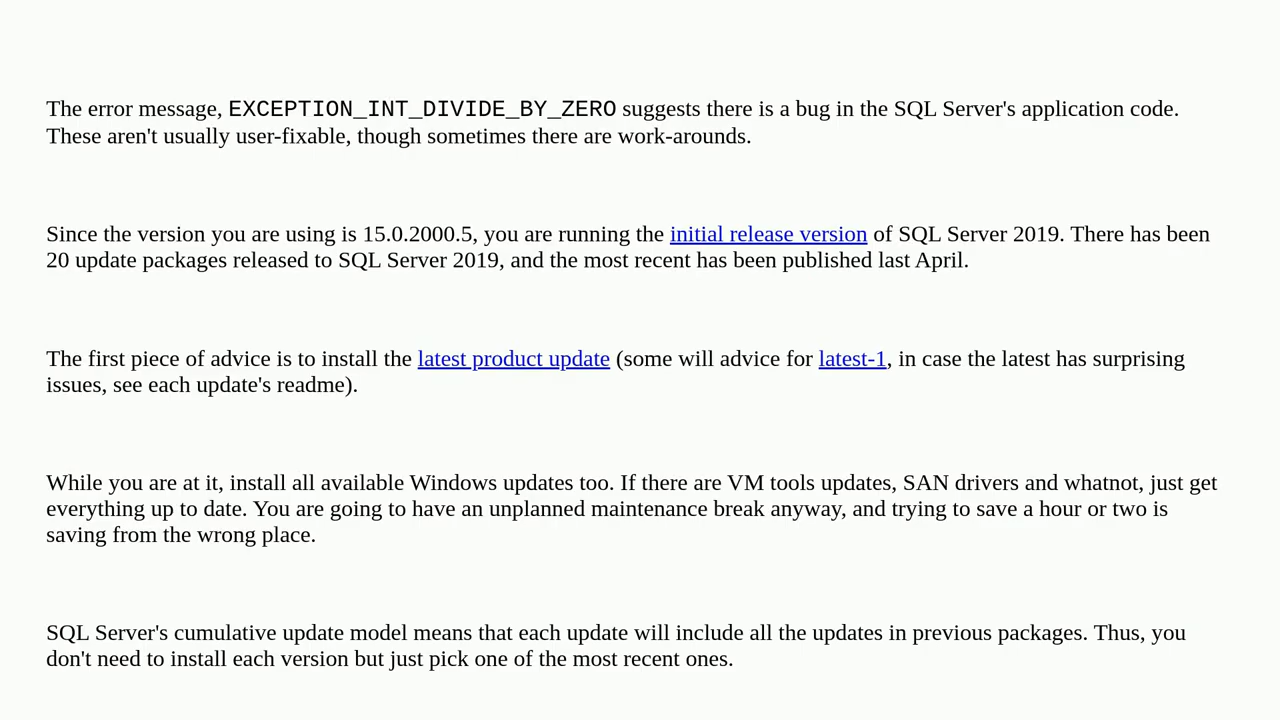 The error message, EXCEPTION_INT_DIVIDE_BY_ZERO suggests there is a bug in the SQL Server's application code.
These aren't usually user-fixable, though sometimes there are work-arounds.
Since the version you are using is 15.0.2000.5, you are running the initial release version of SQL Server 2019. There has been
20 update packages released to SQL Server 2019, and the most recent has been published last April.
The first piece of advice is to install the latest product update (some will advice for latest-1, in case the latest has surprising
issues, see each update's readme).
While you are at it, install all available Windows updates too. If there are VM tools updates, SAN drivers and whatnot, just get
everything up to date. You are going to have an unplanned maintenance break anyway, and trying to save a hour or two is
saving from the wrong place.
SQL Server's cumulative update model means that each update will include all the updates in previous packages. Thus, you
don't need to install each version but just pick one of the most recent ones.